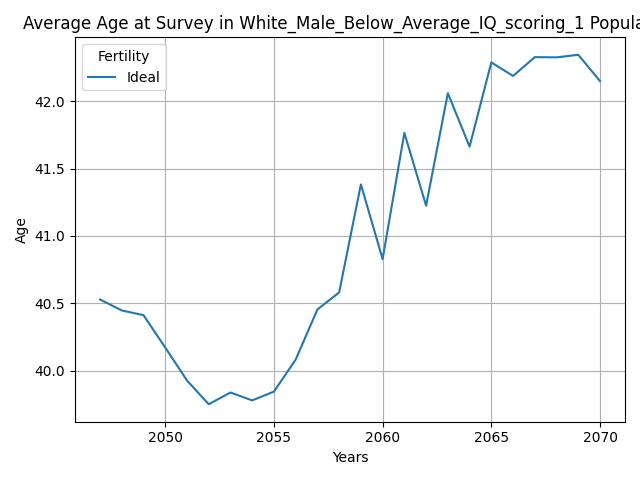 Average Age at Survey in White_Male_Below_Average_IQ_scoring_1 Popula
Fertility
Ideal
42.0
41.5
41.0
40.5
40.0
Age
2050 2055 2060 2065 2070
Years